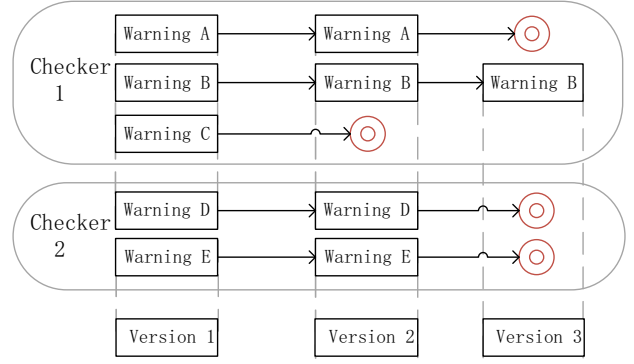 Warning A
Warning A
Checker
1
Warning B
Warning B
Warning B
Warning C
Checker
2
Warning D
Warning D
Warning E
Warning E
Version 1
Version 2
Version 3